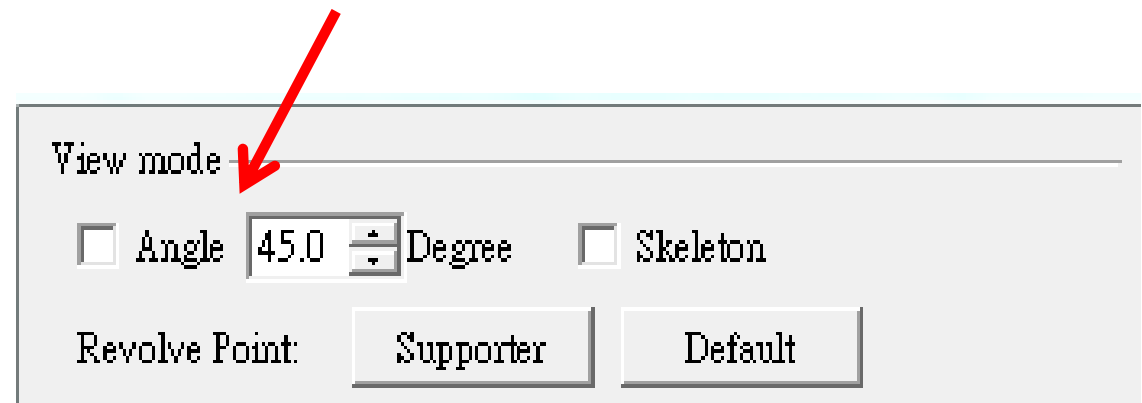 View mode
Angle 45.0 Degree Skeleton
Revolve Point: Supporter Default